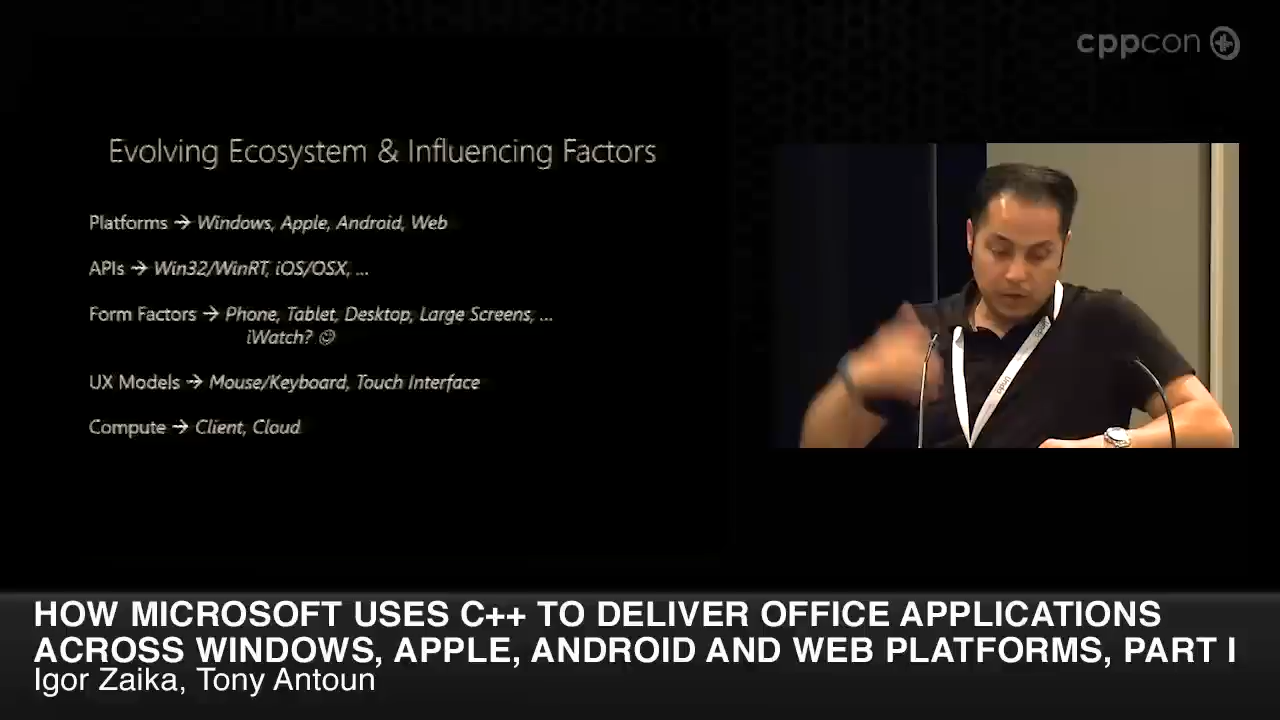 cppcon
Evolving Ecosystem & Influencing Factors
Platforms → Windows, Apple, Android, Web
APIs → Win32/WinRT, iOS/OSX, ...
Form Factors → Phone, Tablet, Desktop, Large Screens, ...
iWatch? ☺
UX Models → Mouse/Keyboard, Touch Interface
Compute → Client, Cloud
HOW MICROSOFT USES C++ TO DELIVER OFFICE APPLICATIONS
ACROSS WINDOWS, APPLE, ANDROID AND WEB PLATFORMS, PART I
Igor Zaika, Tony Antoun